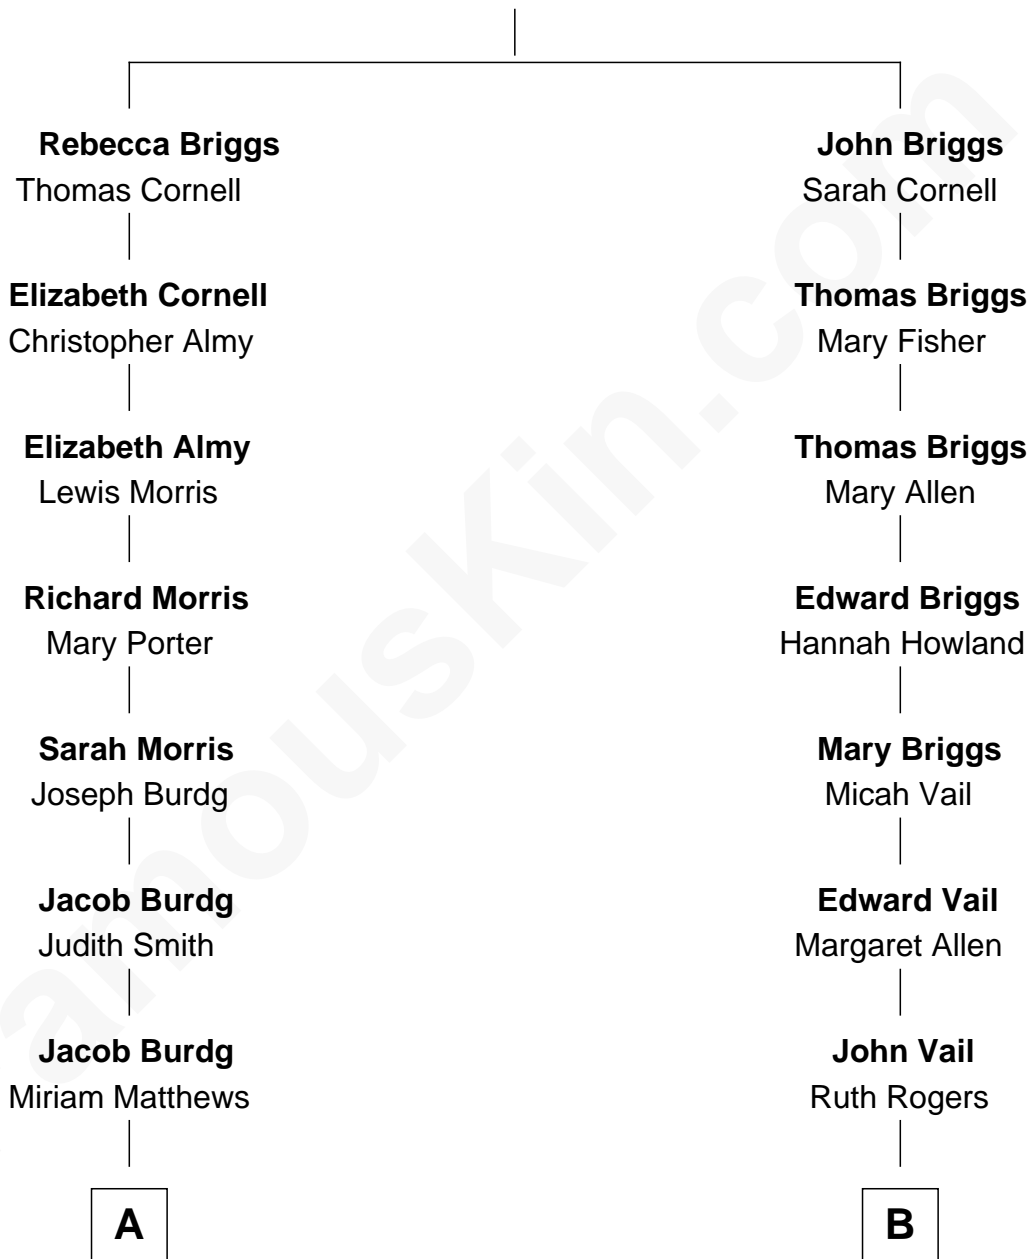 Rebecca Briggs
Thomas Cornell
Elizabeth Cornell
Christopher Almy
Elizabeth Almy
Lewis Morris
Richard Morris
Mary Porter
Sarah Morris
Joseph Burdg
Jacob Burdg
Judith Smith
Jacob Burdg
Miriam Matthews
A
John Briggs
Sarah Cornell
Thomas Briggs
Mary Fisher
Thomas Briggs
Mary Allen
Edward Briggs
Hannah Howland
Mary Briggs
Micah Vail
Edward Vail
Margaret Allen
John Vail
Ruth Rogers
B
amouskin.com